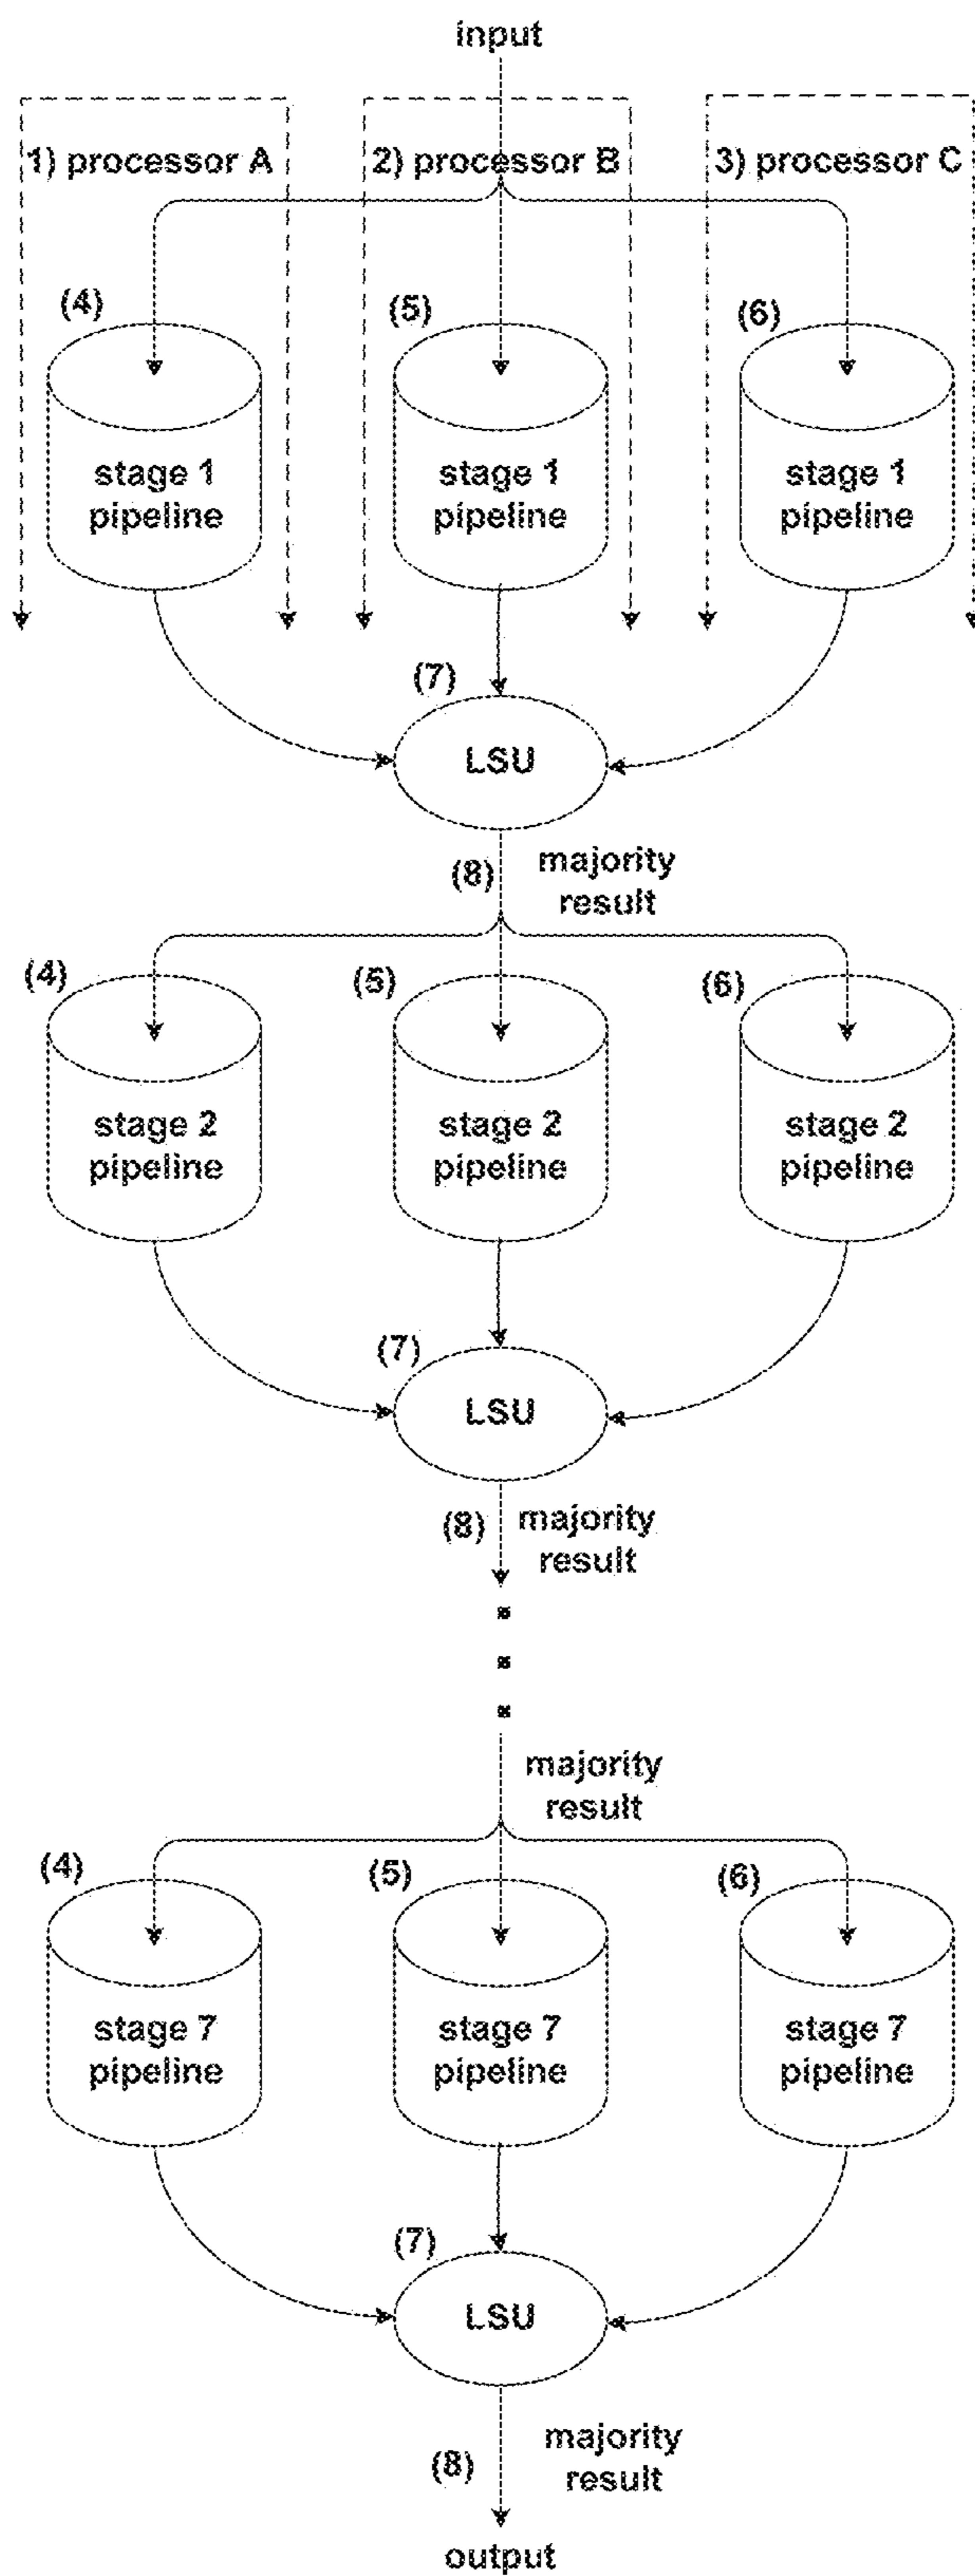 input
1) processor A
2) processor B
3) processor C
(4)
(5)
(6)
stage 1
pipeline
stage 1
pipeline
stage 1
pipeline
(7)
LSU
(8)
majority
result
(4)
(5)
(6)
stage 2
pipeline
stage 2
pipeline
stage 2
pipeline
(7)
LSU
(8)
majority
result
majority
result
(4)
(5)
(6)
stage 7
pipeline
stage 7
pipeline
stage 7
pipeline
(7)
LSU
(8)
majority
result
output